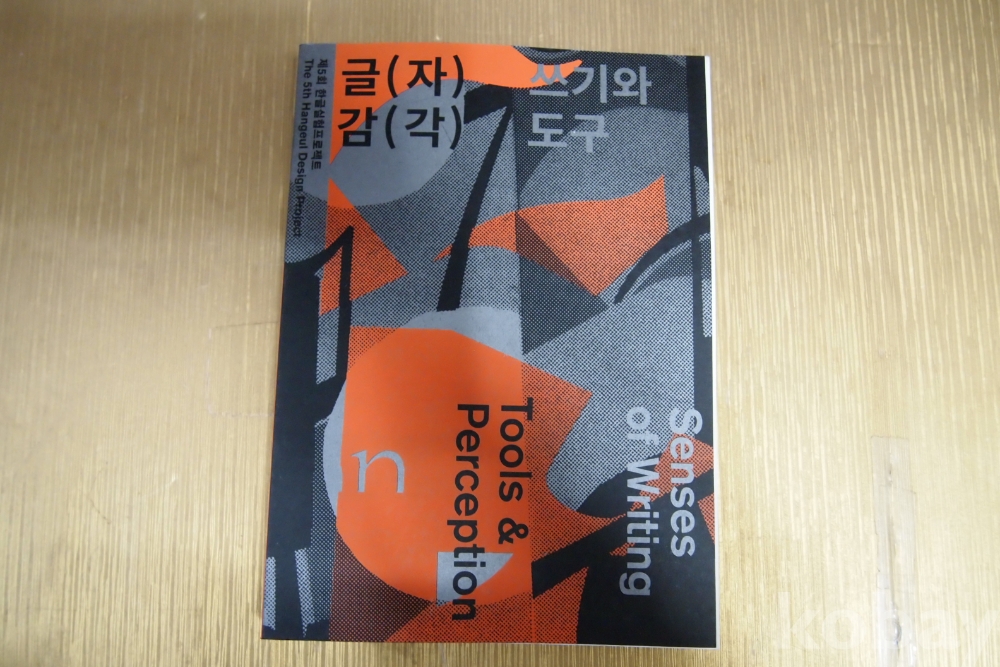 글(자)
감(각)
쓰기와
도구
제5회 한글실험프로젝트
The 5th Hangeul Design Project
Tools &
Perception
Senses
of Writing
n
kobay